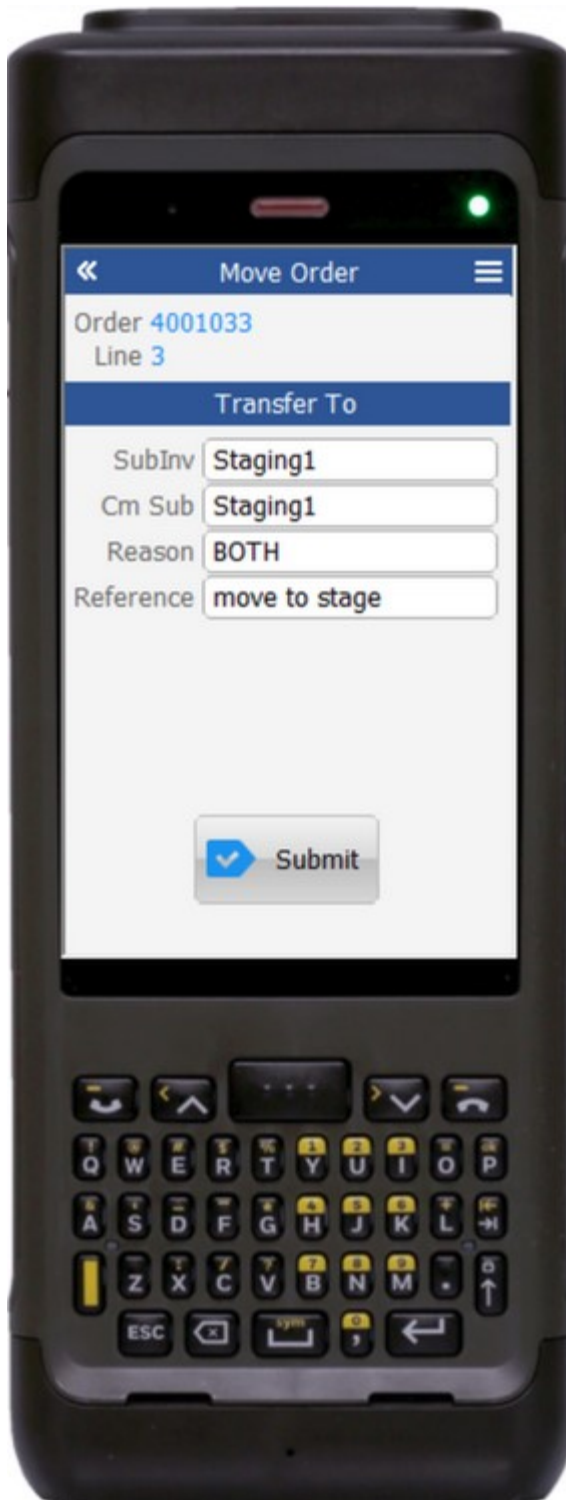 Move Order
Order 4001033
Line 3
Transfer To
SubInv Staging1
Cm Sub Staging1
Reason BOTH
Reference move to stage
Submit
Q W E R T Y U I O P
A S D F G H J K L
Z X C V B N M .
ESC sym ,